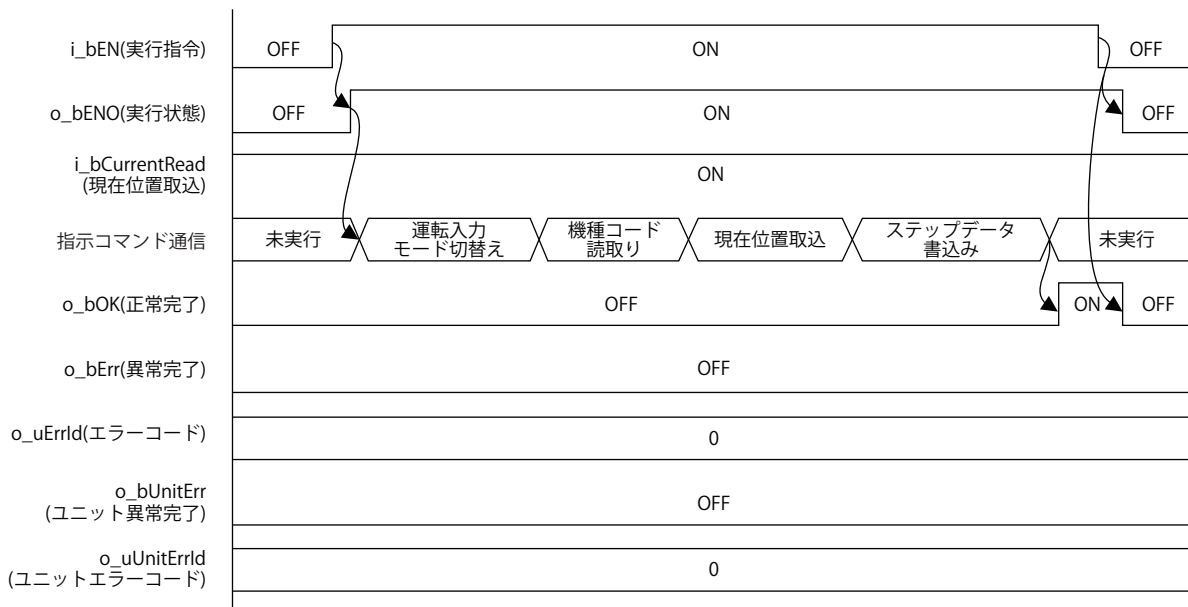 i_bEN(実行指令)
OFF
ON
OFF
o_bENO(実行状態)
OFF
ON
OFF
i_bCurrentRead
(現在位置取込)
ON
指示コマンド通信
未実行
運転入力
モード切替え
機種コード
読取り
現在位置取込
ステップデータ
書込み
未実行
o_bOK(正常完了)
OFF
ON
OFF
o_bErr(異常完了)
OFF
o_uErrId(エラーコード)
0
o_bUnitErr
(ユニット異常完了)
OFF
o_uUnitErrId
(ユニットエラーコード)
0